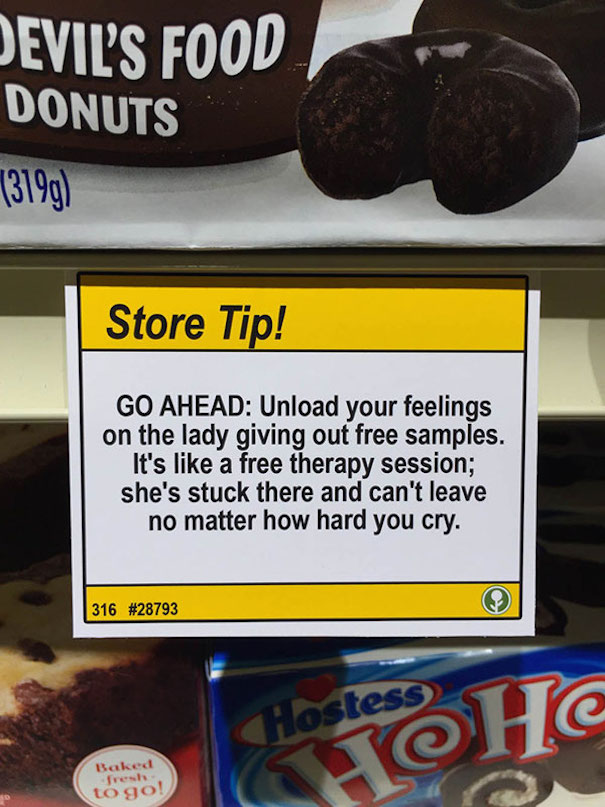 DEVIL'S FOOD
DONUTS
(319g)
Store Tip!
GO AHEAD: Unload your feelings
on the lady giving out free samples.
It's like a free therapy session;
she's stuck there and can't leave
no matter how hard you cry.
316 #28793
Hostess
HoHo
Baked
-fresh-
to go!